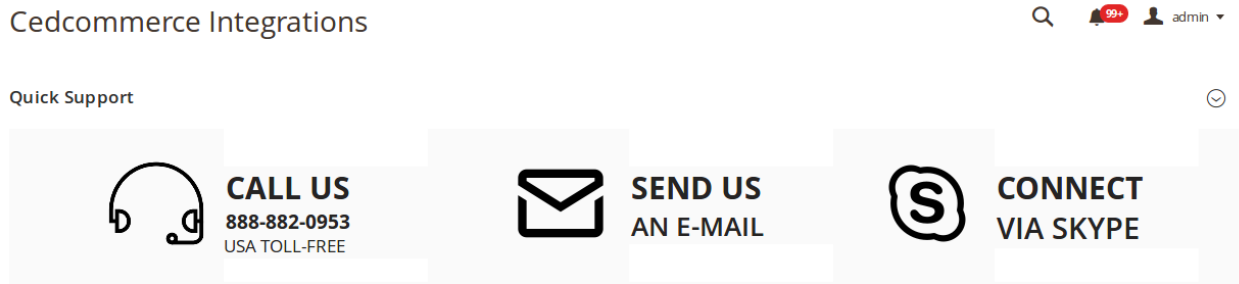 Cedcommerce Integrations
99+
admin
Quick Support
CALL US
888-882-0953
USA TOLL-FREE
SEND US
AN E-MAIL
S
CONNECT
VIA SKYPE